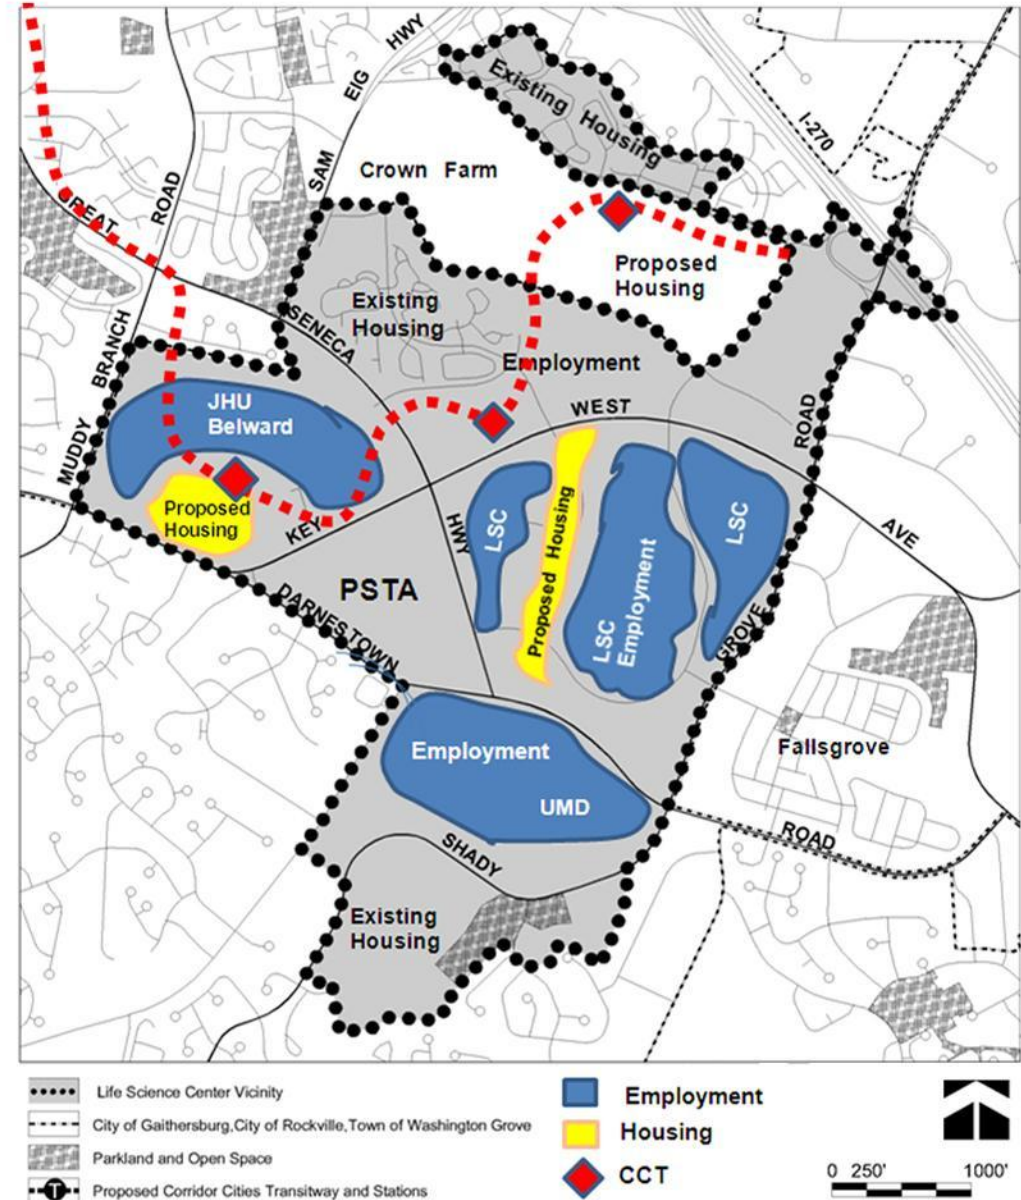 HWY
EIG
SAM
Existing Housing
I-270
Crown Farm
ROAD
GREAT
Proposed
Housing
Existing
Housing
SENECA
BRANCH
Employment
JHU
Belward
WEST
ROAD
MUDDY
Proposed
Housing
KEY
HWY
LSC
Proposed Housing
LSC
Employment
LSC
AVE
PSTA
DARNESTOWN
GROVE
Employment
UMD
Fallsgrove
ROAD
SHADY
Existing
Housing
Life Science Center Vicinity
City of Gaithersburg,City of Rockville,Town of Washington Grove
Parkland and Open Space
T
Proposed Corridor Cities Transitway and Stations
Employment
Housing
CCT
0 250' 1000'